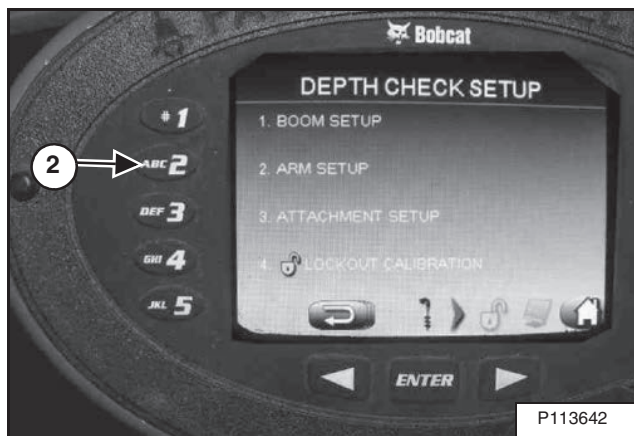 Bobcat
DEPTH CHECK SETUP
#1
1. BOOM SETUP
2
ABC 2
2. ARM SETUP
DEF 3
3. ATTACHMENT SETUP
GHI 4
4. LOCKOUT CALIBRATION
JKL 5
ENTER
P113642